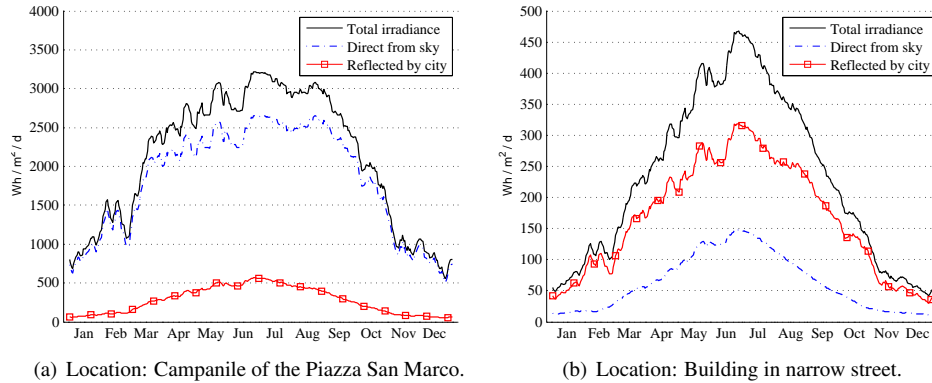 4000
3500
3000
2500
2000
1500
1000
500
0
Wh / m² / d
Total irradiance
Direct from sky
Reflected by city
Jan Feb Mar Apr May Jun Jul Aug Sep Oct Nov Dec
(a) Location: Campanile of the Piazza San Marco.
500
450
400
350
300
250
200
150
100
50
0
Wh / m² / d
Total irradiance
Direct from sky
Reflected by city
Jan Feb Mar Apr May Jun Jul Aug Sep Oct Nov Dec
(b) Location: Building in narrow street.